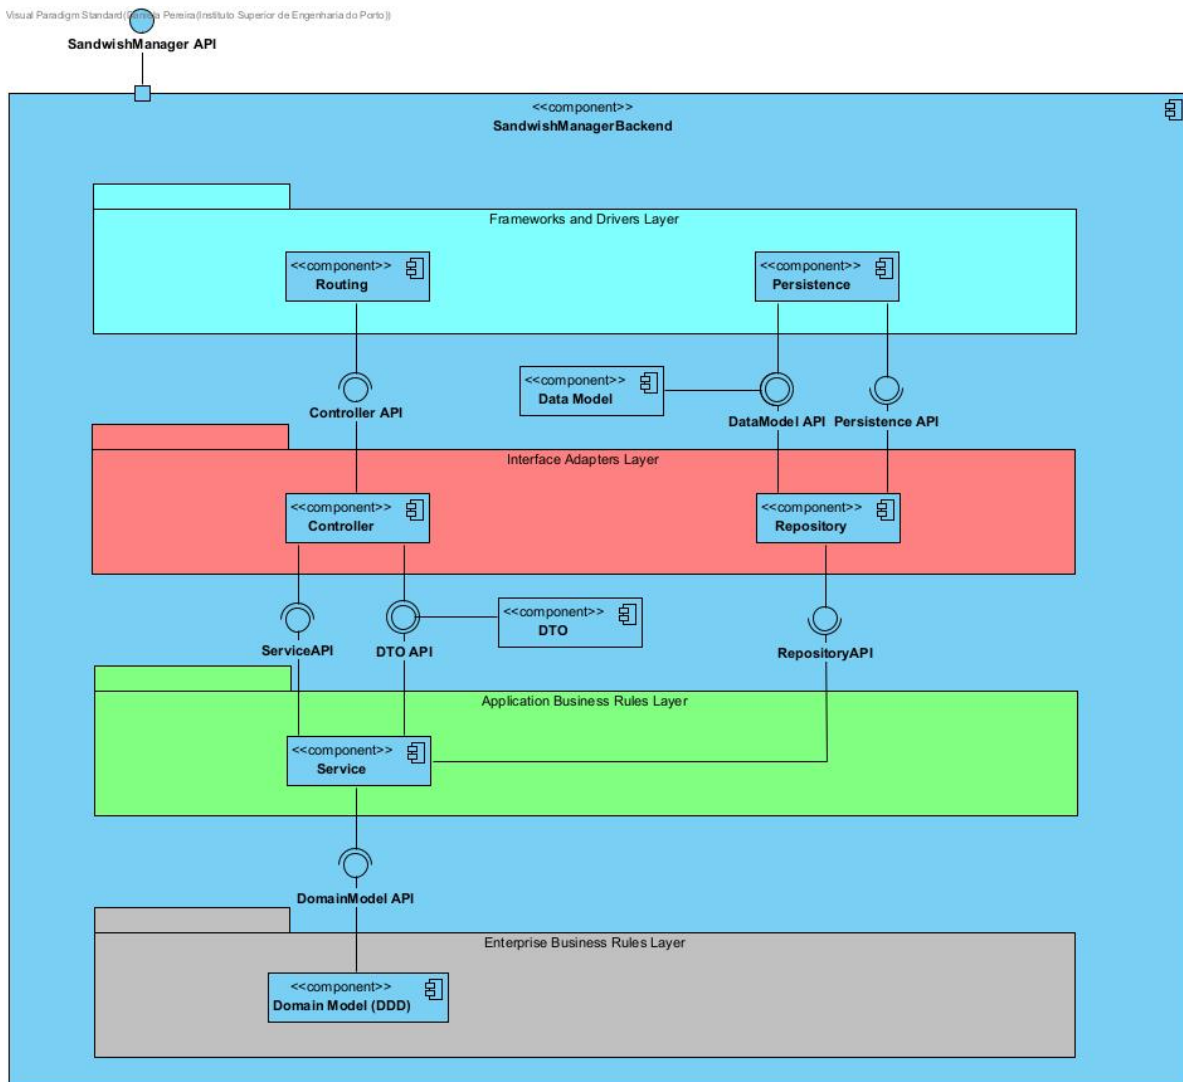 Visual Paradigm Standard(Daniela Pereira(Instituto Superior de Engenharia do Porto))
SandwishManager API
<<component>>
SandwishManagerBackend
Frameworks and Drivers Layer
<<component>>
Routing
<<component>>
Persistence
<<component>>
Data Model
Controller API
DataModel API
Persistence API
Interface Adapters Layer
<<component>>
Controller
<<component>>
Repository
<<component>>
DTO
ServiceAPI
DTO API
RepositoryAPI
Application Business Rules Layer
<<component>>
Service
DomainModel API
Enterprise Business Rules Layer
<<component>>
Domain Model (DDD)